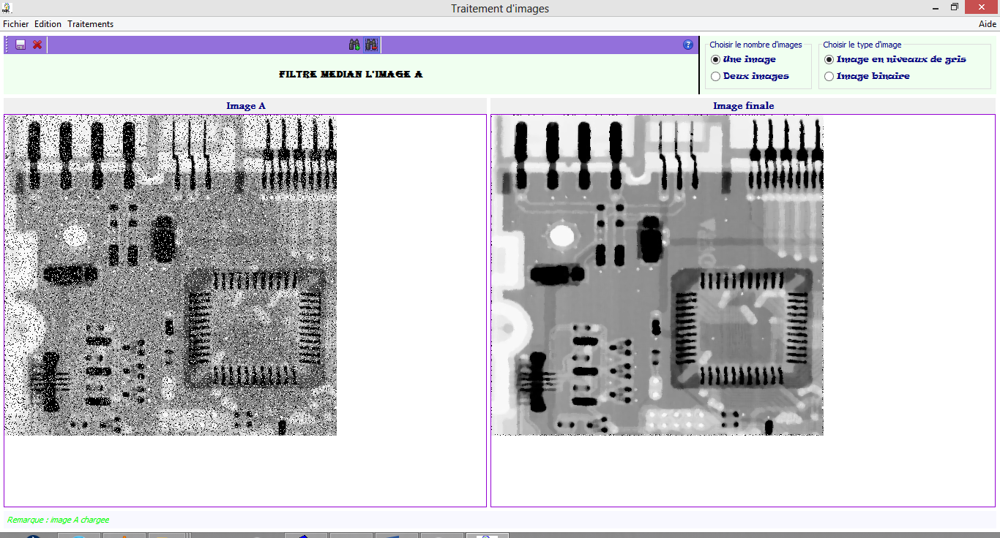 Traitement d'images
Fichier Edition Traitements Aide
Choisir le nombre d'images
Une image
Deux images
Choisir le type d'image
Image en niveaux de gris
Image binaire
FILTRE MEDIAN L'IMAGE A
Image A
Image finale
Remarque : image A chargee